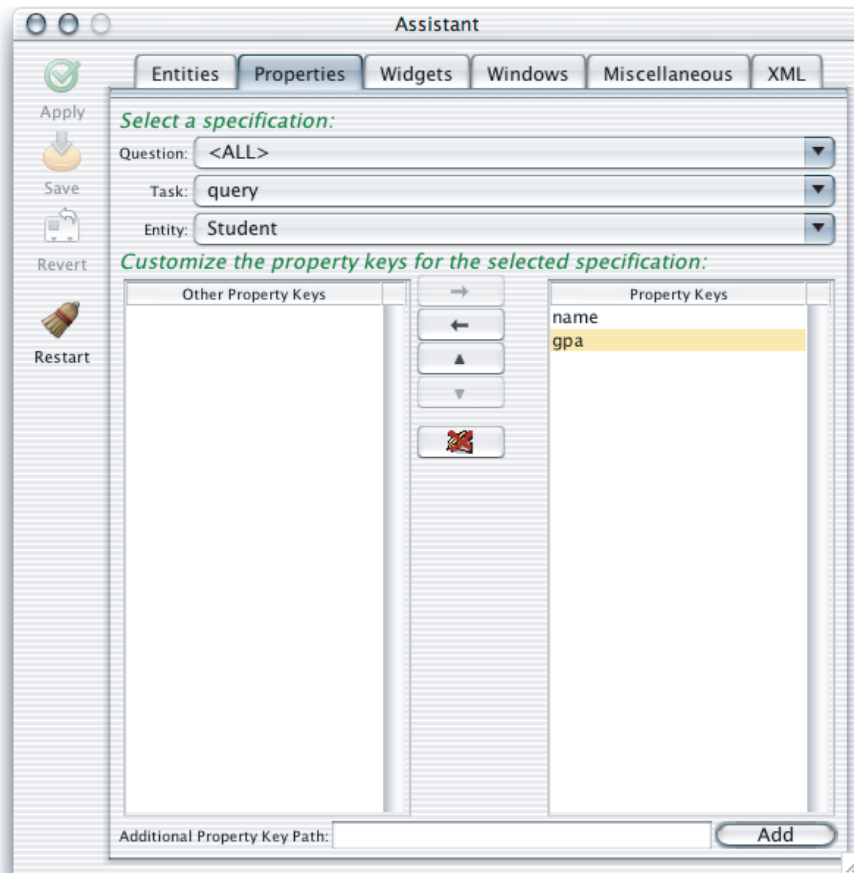 Assistant
Entities Properties Widgets Windows Miscellaneous XML
Apply
Save
Revert
Restart
Select a specification:
Question: <ALL>
Task: query
Entity: Student
Customize the property keys for the selected specification:
Other Property Keys
Property Keys
name
gpa
Additional Property Key Path: Add